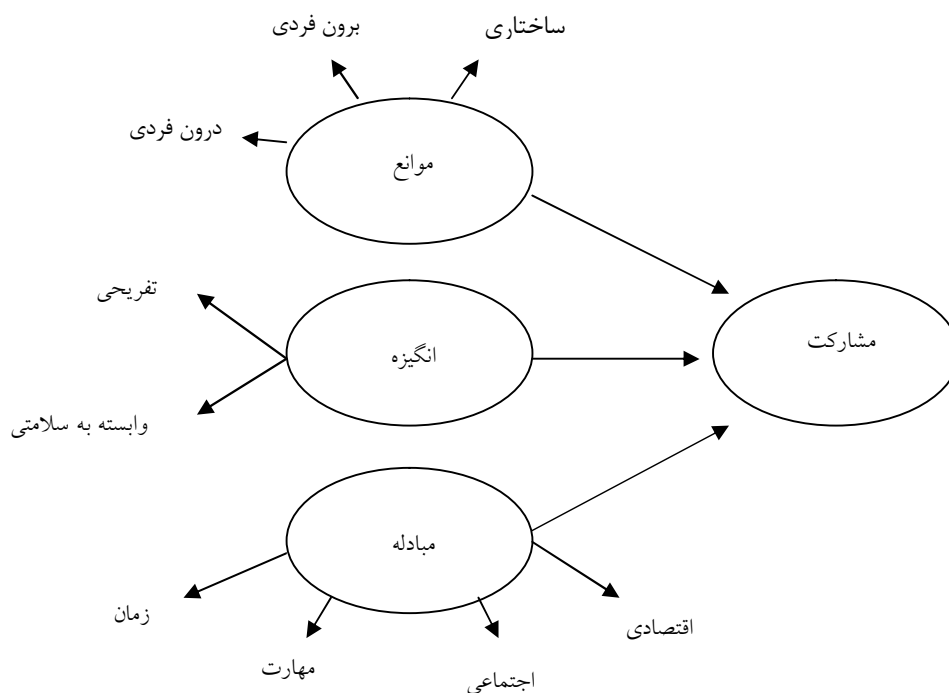 ساختاری
برون فردی
درون فردی
موانع
تفریحی
انگیزه
مشارکت
وابسته به سلامتی
مبادله
اقتصادی
زمان
مهارت
اجتماعی